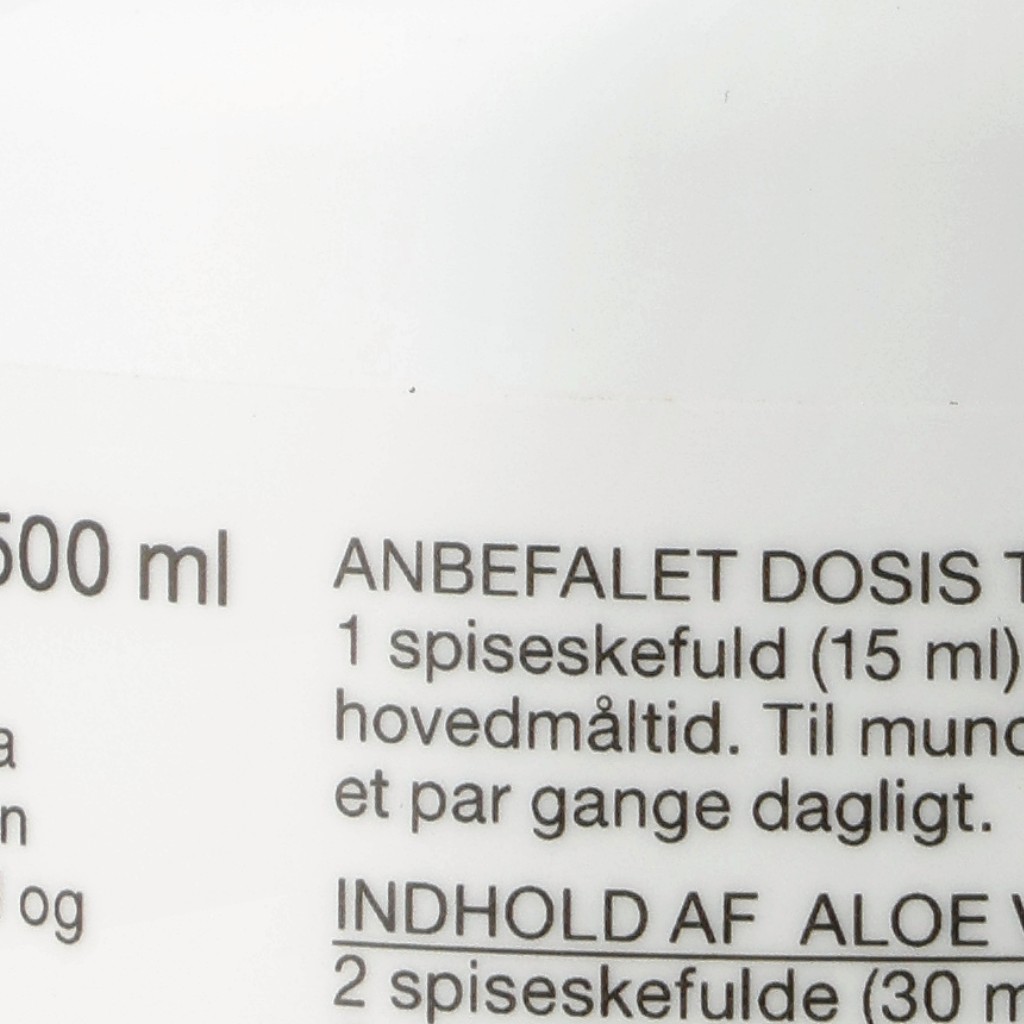 500 ml
a
n
og
ANBEFALET DOSIS
1 spiseskefuld (15 ml)
hovedmåltid. Til
et par gange dagligt.
INDHOLD AF ALOE
2 spiseskefulde (30